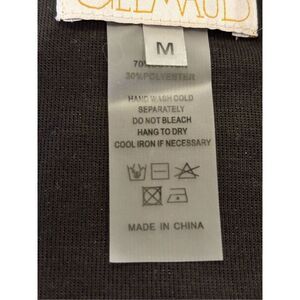 M
30% POLYESTER
HAND WASH COLD
SEPARATELY
DO NOT BLEACH
HANG TO DRY
COOL IRON IF NECESSARY
MADE IN CHINA